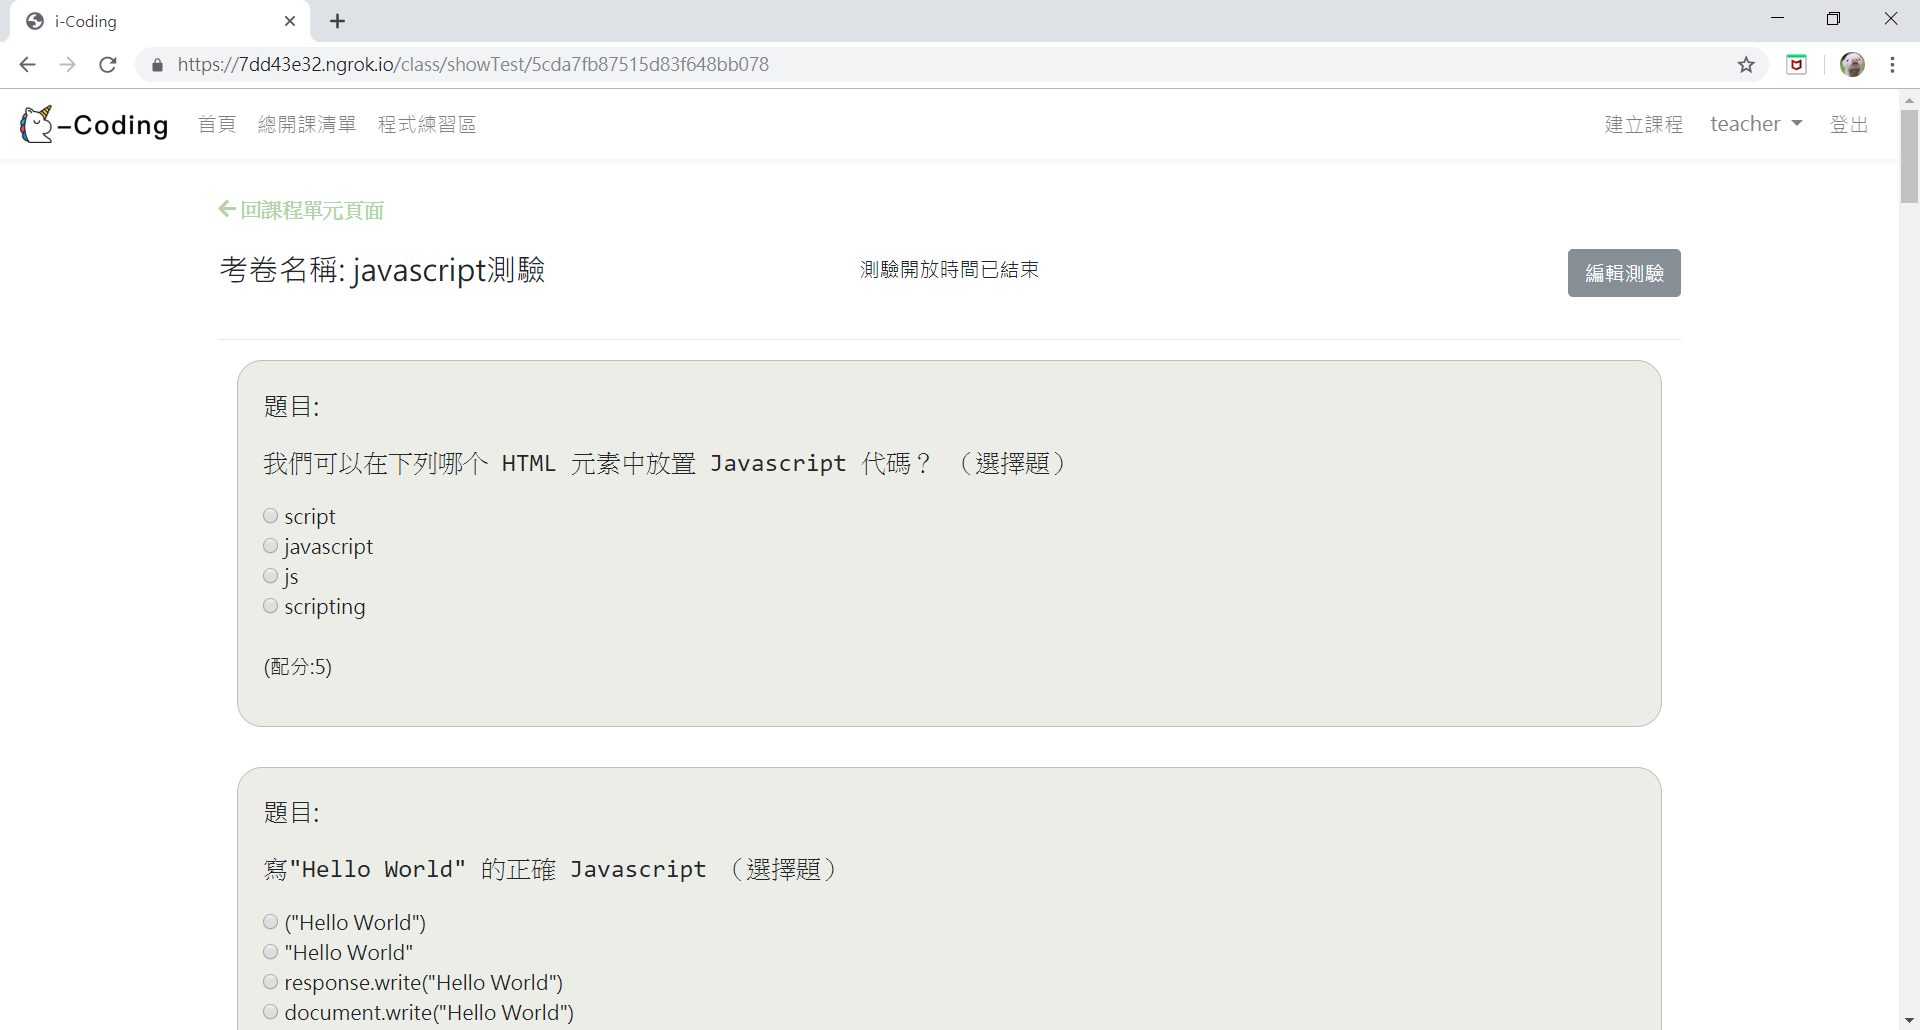 i-Coding
https://7dd43e32.ngrok.io/class/showTest/5cda7fb87515d83f648bb078
-Coding 首頁 總開課清單 程式練習區 建立課程 teacher 登出
回課程單元頁面
考卷名稱: javascript測驗 測驗開放時間已結束 編輯測驗
題目:
我們可以在下列哪个 HTML 元素中放置 Javascript 代碼? (選擇題)
script
javascript
js
scripting
(配分:5)
題目:
寫"Hello World" 的正確 Javascript (選擇題)
("Hello World")
"Hello World"
response.write("Hello World")
document.write("Hello World")